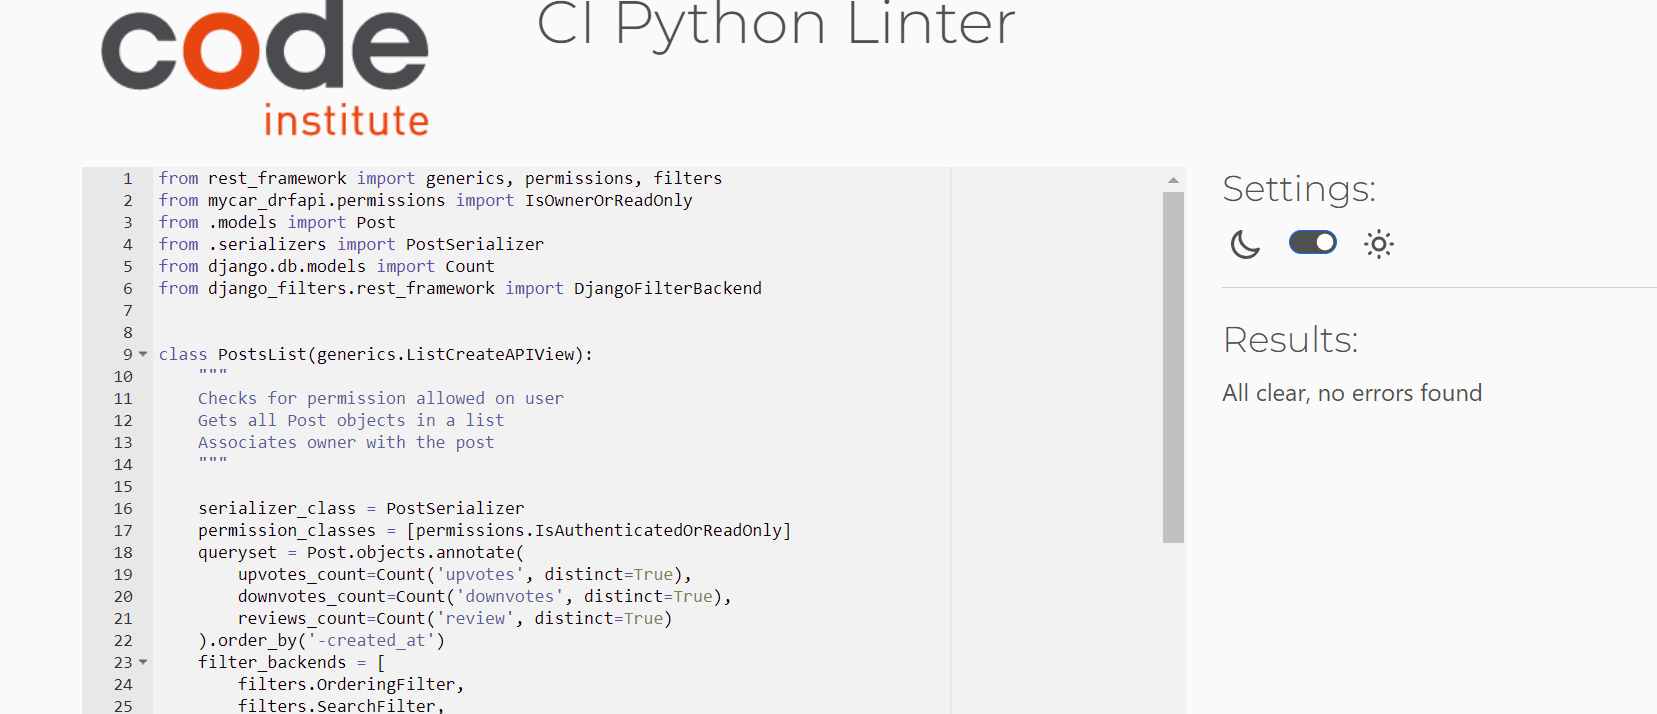 code
institute
CI Python Linter
1 from rest_framework import generics, permissions, filters
2 from mycar_drfapi.permissions import IsOwnerOrReadOnly
3 from .models import Post
4 from .serializers import PostSerializer
5 from django.db.models import Count
6 from django_filters.rest_framework import DjangoFilterBackend
7
8
9 class PostsList(generics.ListCreateAPIView):
10     """
11     Checks for permission allowed on user
12     Gets all Post objects in a list
13     Associates owner with the post
14     """
15
16     serializer_class = PostSerializer
17     permission_classes = [permissions.IsAuthenticatedOrReadOnly]
18     queryset = Post.objects.annotate(
19         upvotes_count=Count('upvotes', distinct=True),
20         downvotes_count=Count('downvotes', distinct=True),
21         reviews_count=Count('review', distinct=True)
22     ).order_by('-created_at')
23     filter_backends = [
24         filters.OrderingFilter,
25         filters.SearchFilter,
Settings:
Results:
All clear, no errors found